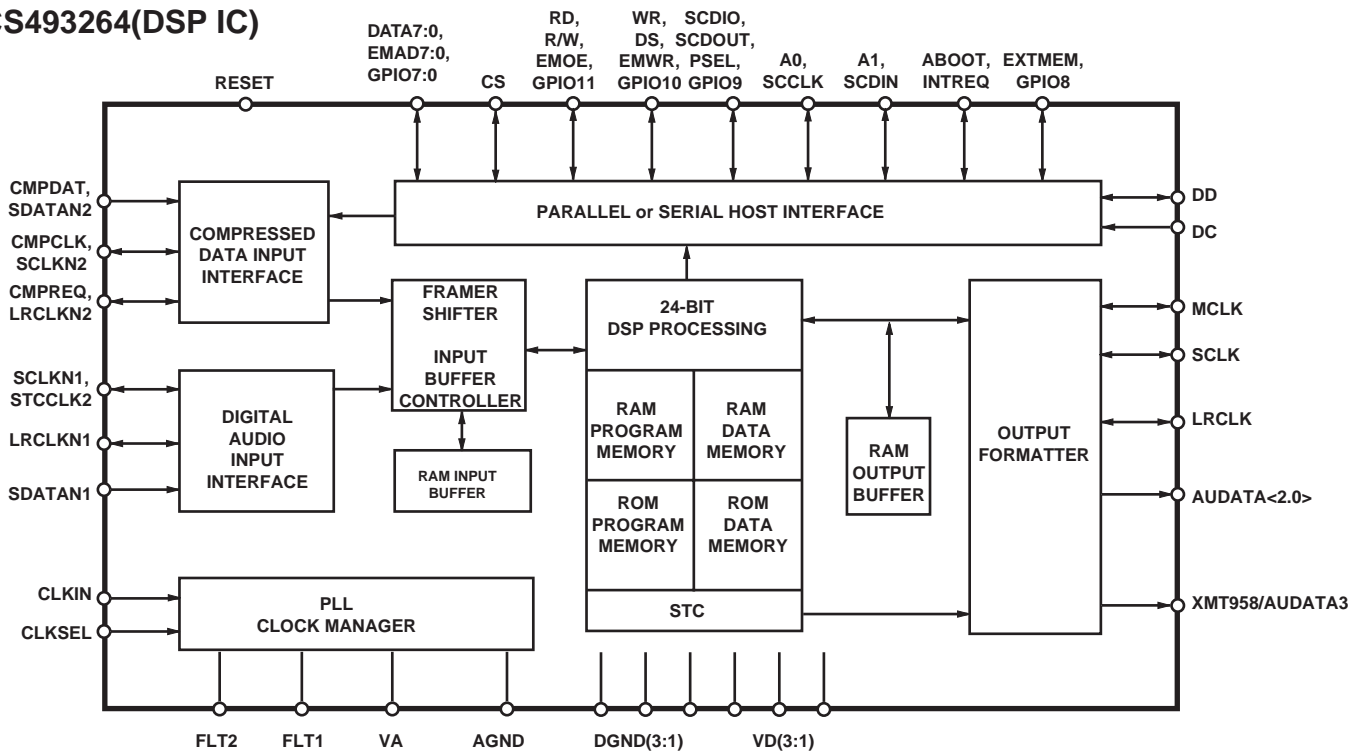 CS493264(DSP IC)
RESET
DATA7:0,
EMAD7:0,
GPIO7:0
CS
RD,
R/W,
EMOE,
GPIO11
WR,
DS,
EMWR,
GPIO10
SCDIO,
SCDOUT,
PSEL,
GPIO9
A0,
SCCLK
A1,
SCDIN
ABOOT,
INTREQ
EXTMEM,
GPIO8
CMPDAT,
SDATAN2
CMPCLK,
SCLKN2
CMPREQ,
LRCLKN2
SCLKN1,
STCCLK2
LRCLKN1
SDATAN1
CLKIN
CLKSEL
COMPRESSED
DATA INPUT
INTERFACE
DIGITAL
AUDIO
INPUT
INTERFACE
PARALLEL or SERIAL HOST INTERFACE
FRAMER
SHIFTER
INPUT
BUFFER
CONTROLLER
RAM INPUT
BUFFER
24-BIT
DSP PROCESSING
RAM
PROGRAM
MEMORY
RAM
DATA
MEMORY
ROM
PROGRAM
MEMORY
ROM
DATA
MEMORY
STC
RAM
OUTPUT
BUFFER
OUTPUT
FORMATTER
PLL
CLOCK MANAGER
DD
DC
MCLK
SCLK
LRCLK
AUDATA<2.0>
XMT958/AUDATA3
FLT2
FLT1
VA
AGND
DGND(3:1)
VD(3:1)